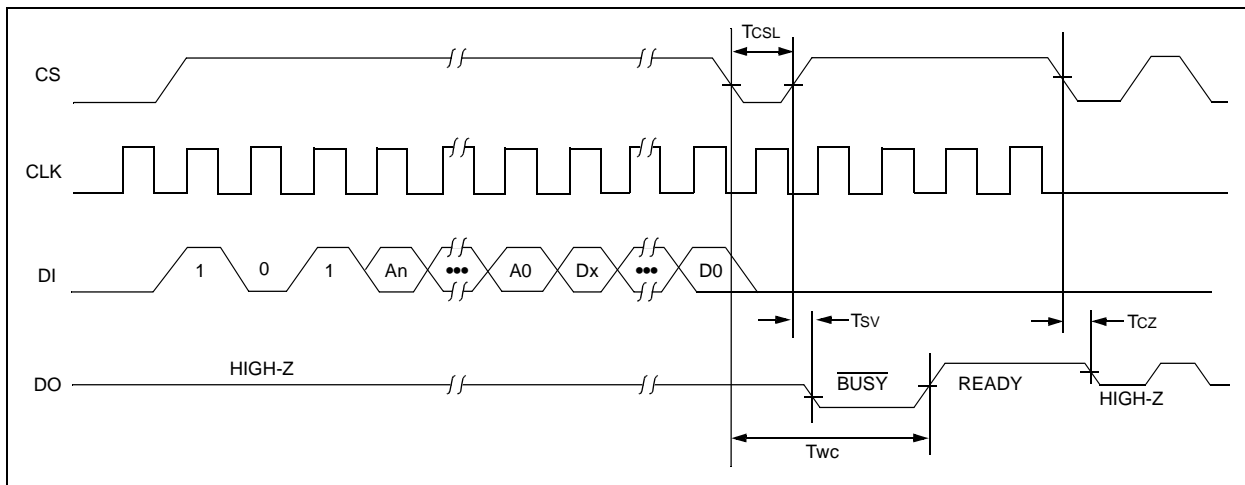 TCSL
CS
CLK
DI
1 0 1 An ••• A0 Dx ••• D0
TSV
TCZ
DO
HIGH-Z
BUSY
READY
HIGH-Z
TWC